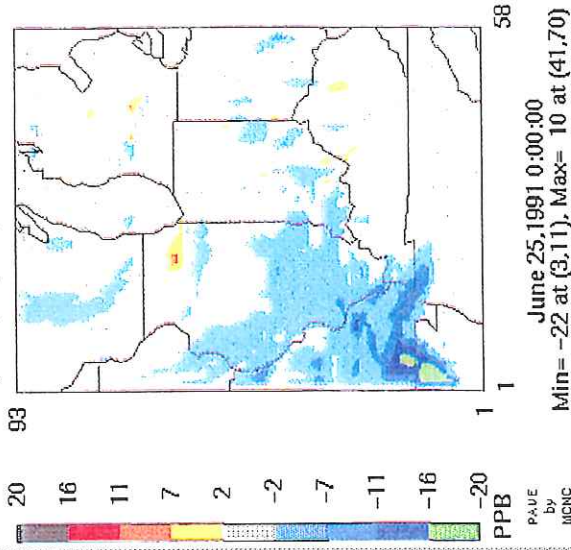 93
1
1
58
20
16
11
7
2
-2
-7
-11
-16
-20
PPB
PAVE
by
MCNC
June 25,1991 0:00:00
Min= -22 at (3,11), Max= 10 at (41,70)